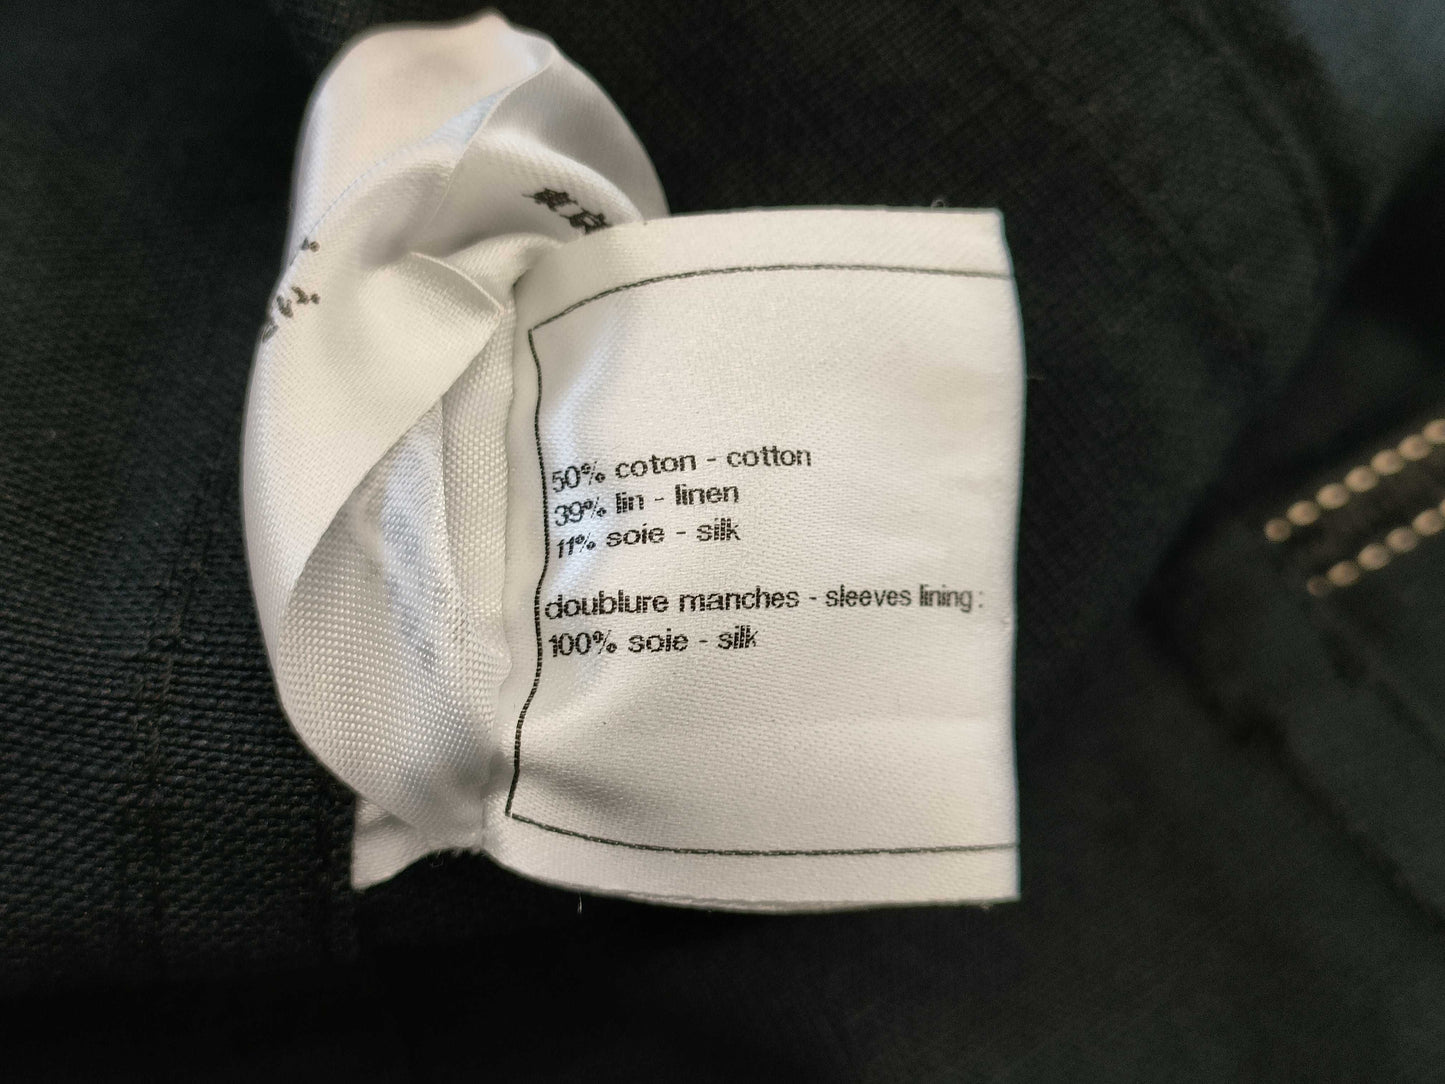 50% coton - cotton
39% lin - linen
11% soie - silk
doublure manches - sleeves lining :
100% soie - silk